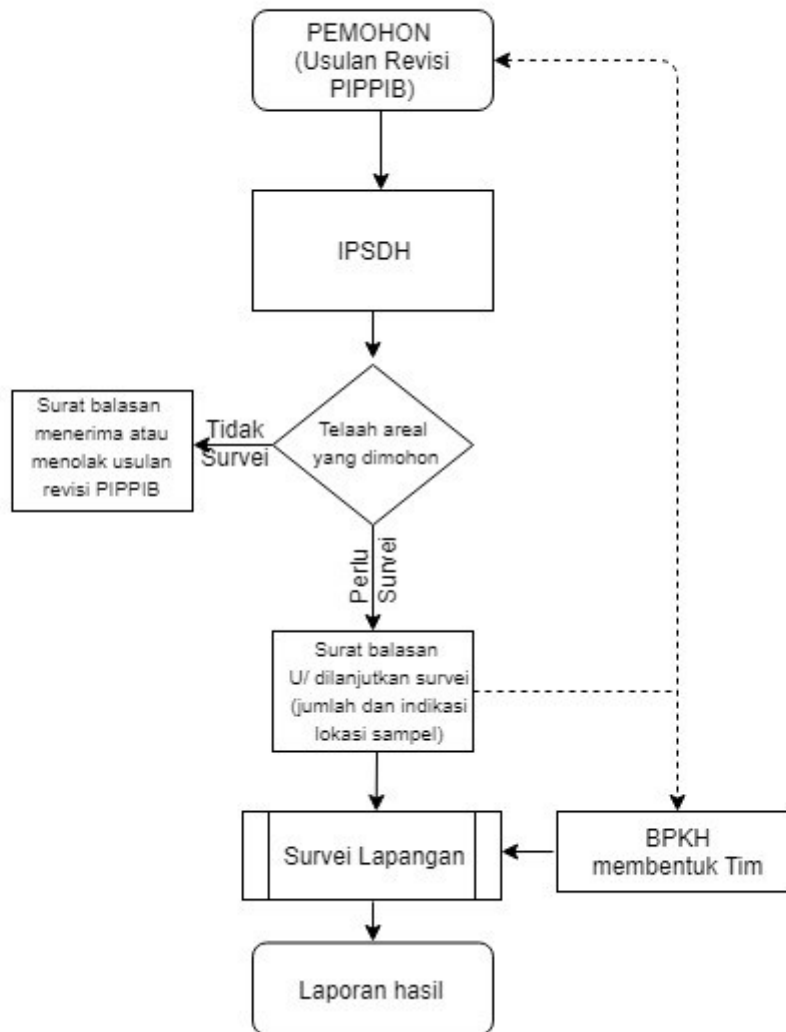 PEMOHON
(Usulan Revisi
PIPPIB)
IPSDH
Telaah areal
yang dimohon
Tidak
Survei
Surat balasan
menerima atau
menolak usulan
revisi PIPPIB
Perlu
Survei
Surat balasan
U/ dilanjutkan survei
(jumlah dan indikasi
lokasi sampel)
Survei Lapangan
BPKH
membentuk Tim
Laporan hasil